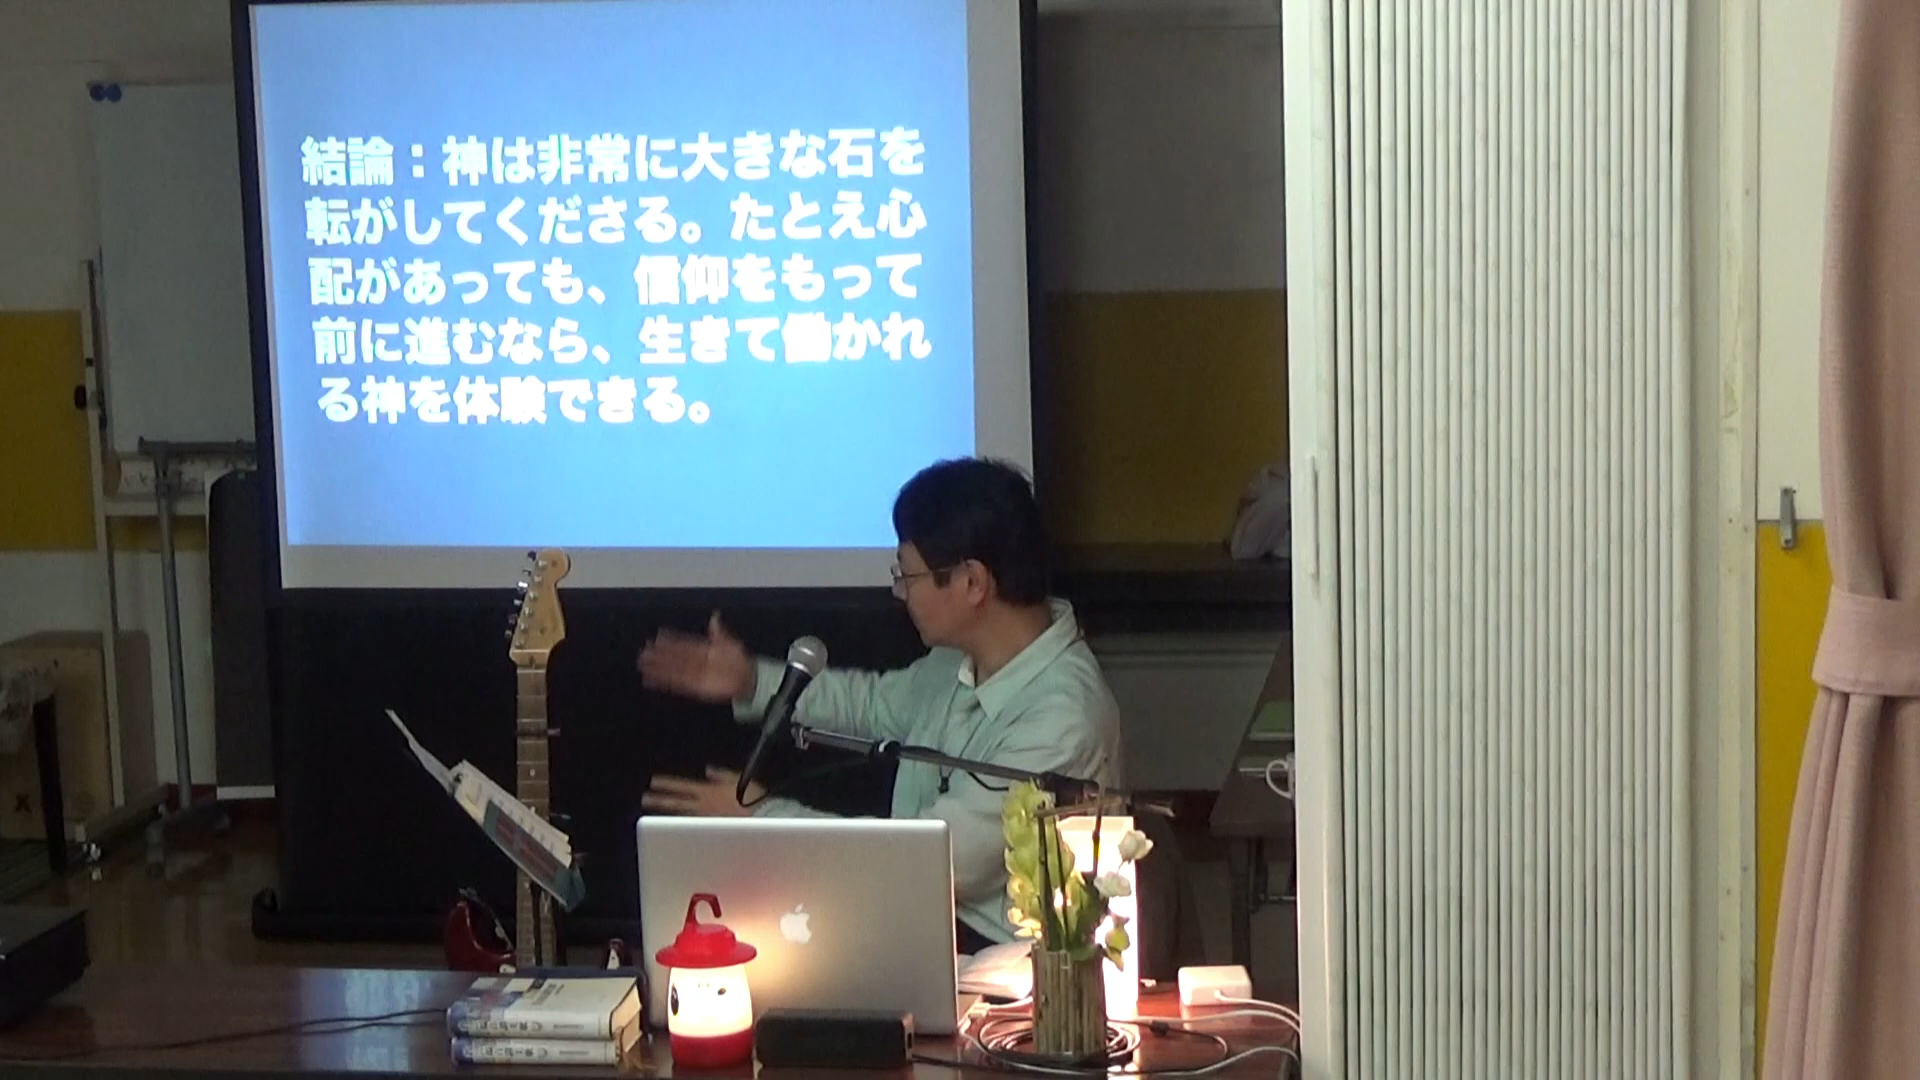 結論：神は非常に大きな石を
転がしてくださる。たとえ心
配があっても、信仰をもって
前に進むなら、生きて働かれ
る神を体験できる。